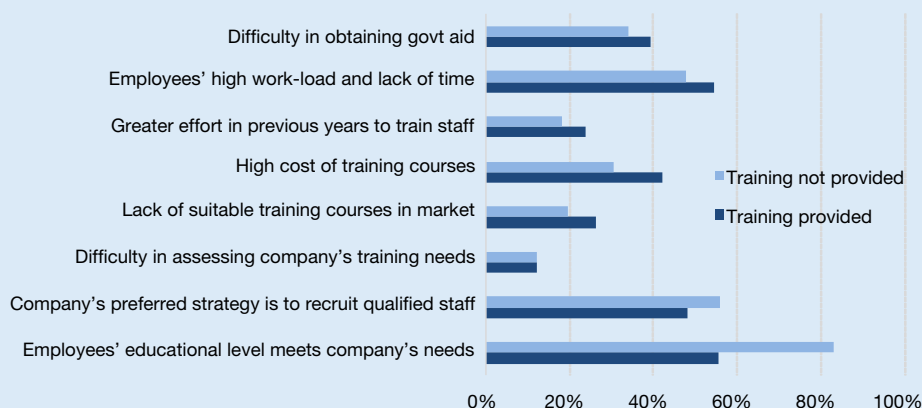 Difficulty in obtaining govt aid
Employees’ high work-load and lack of time
Greater effort in previous years to train staff
High cost of training courses
Training not provided
Lack of suitable training courses in market
Training provided
Difficulty in assessing company’s training needs
Company’s preferred strategy is to recruit qualified staff
Employees’ educational level meets company’s needs
0% 20% 40% 60% 80% 100%